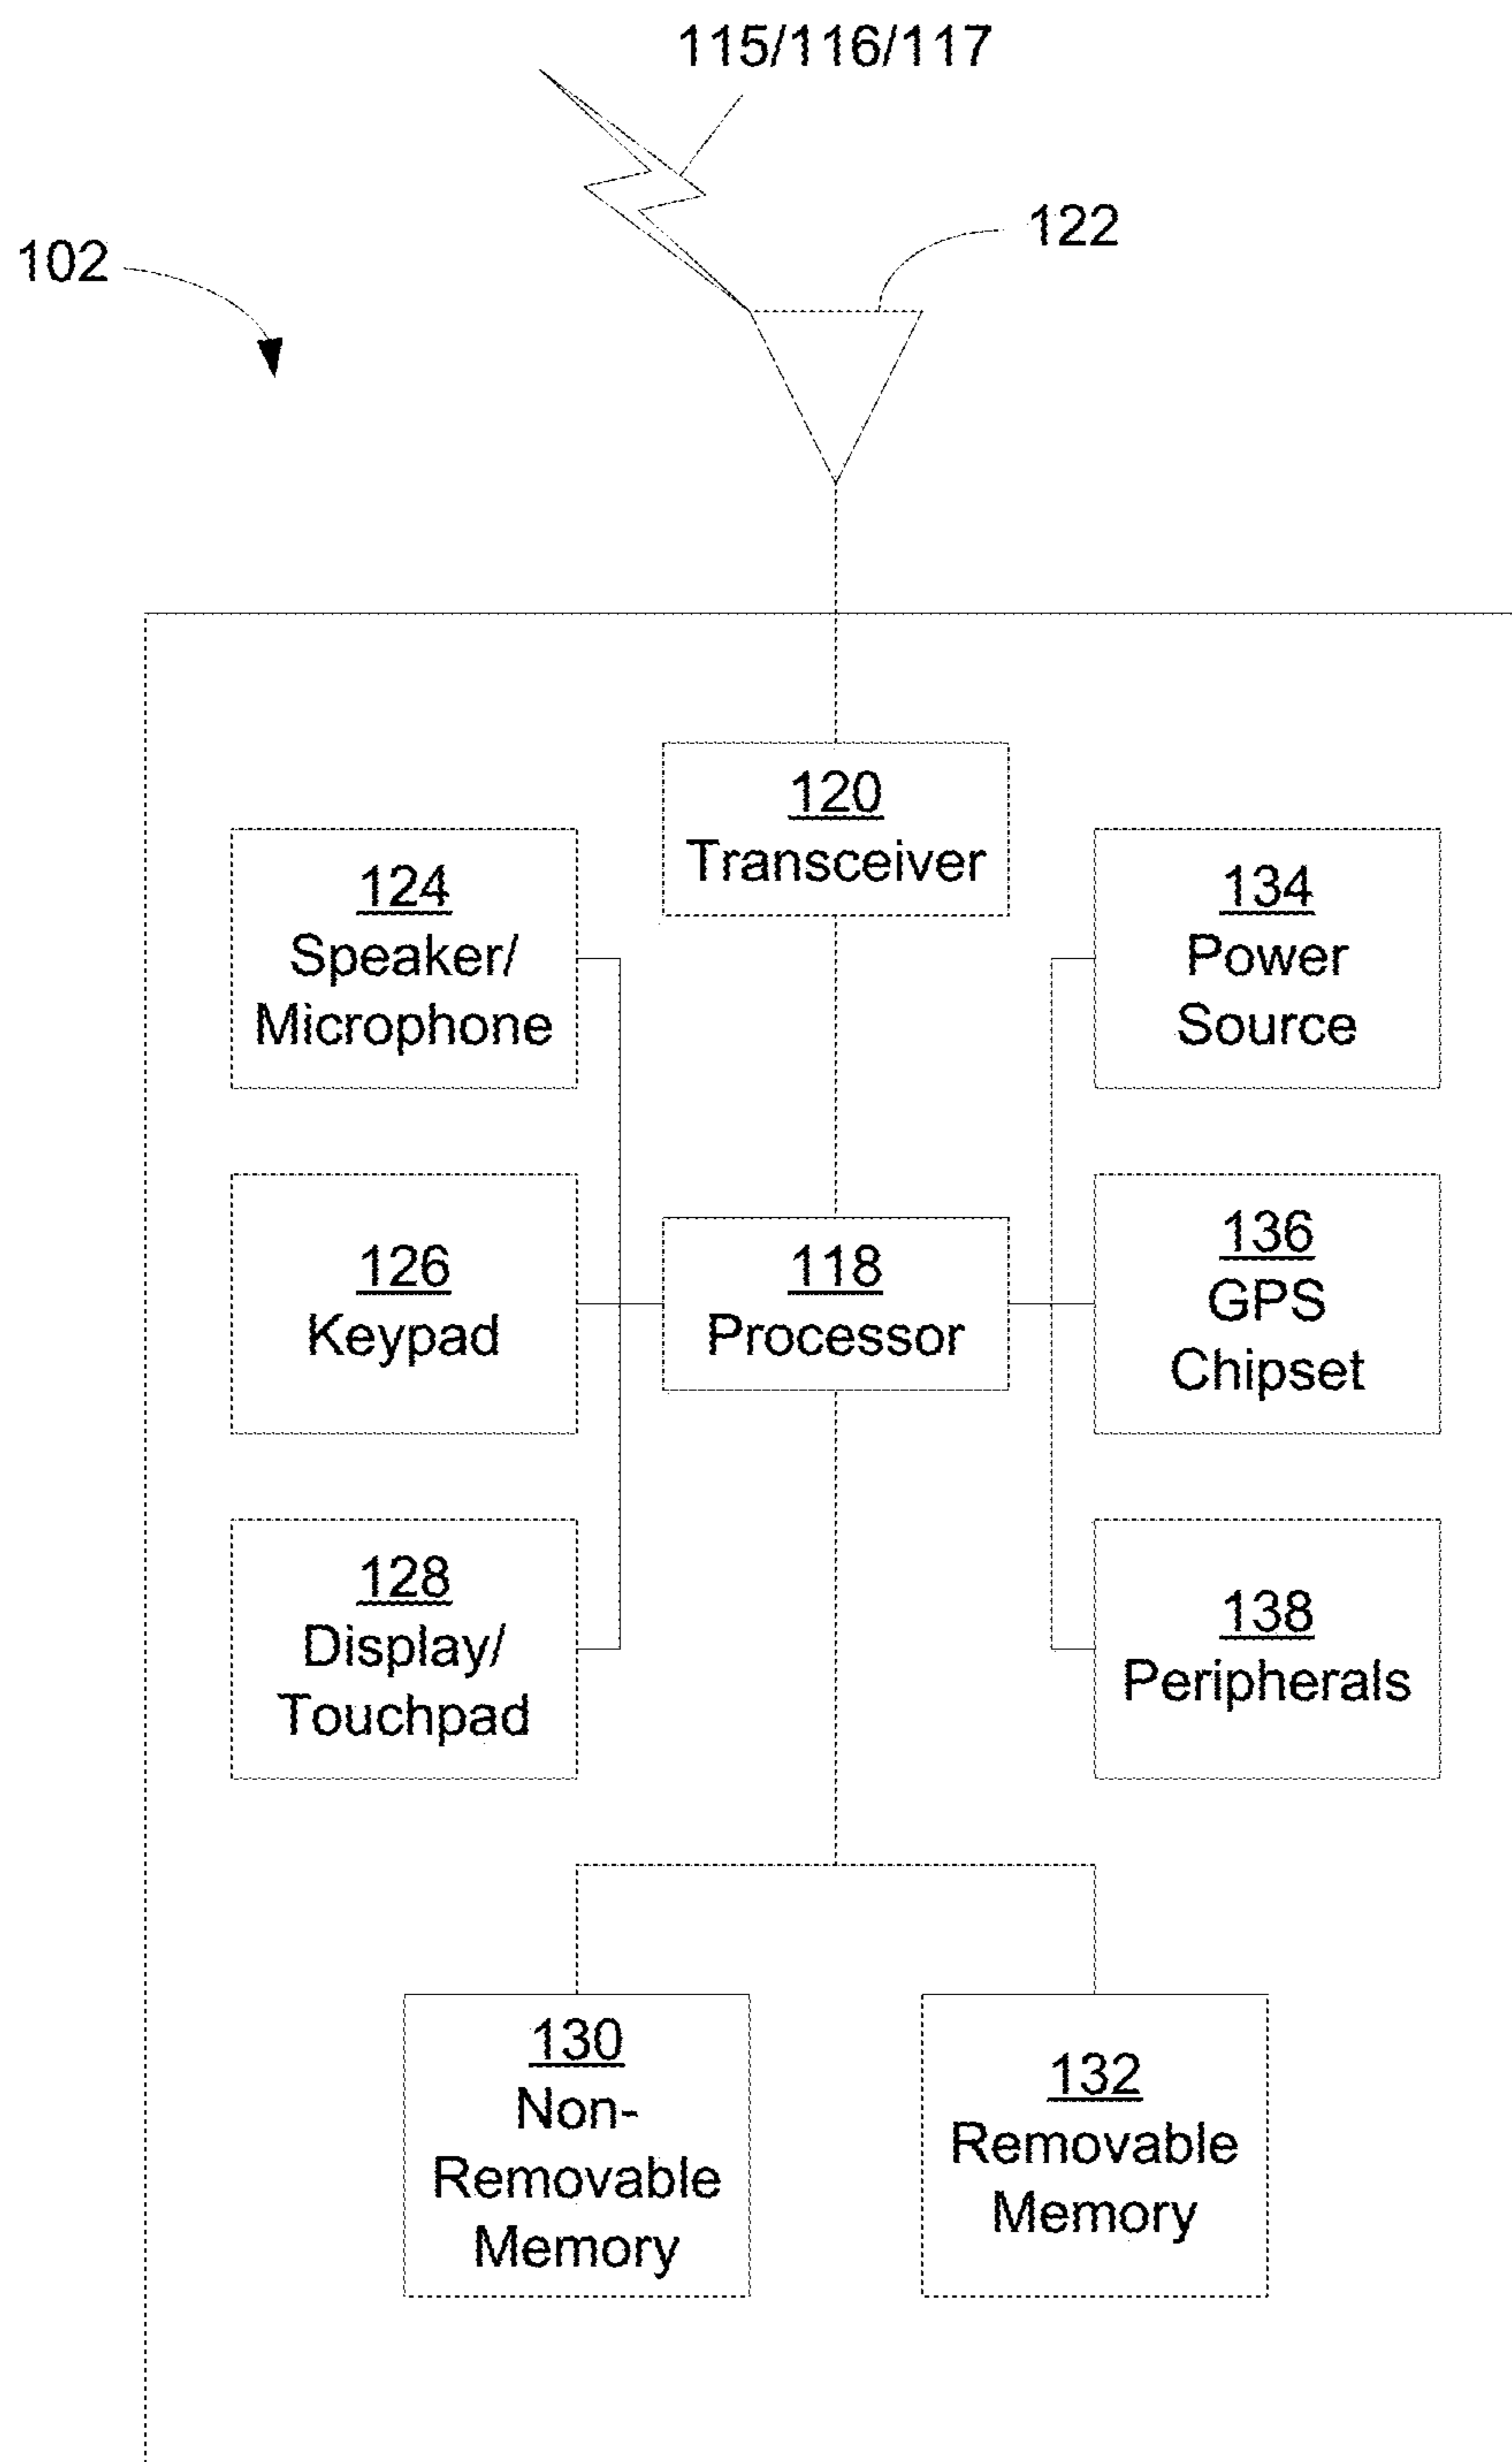 115/116/117
122
102
120
Transceiver
124
Speaker/
Microphone
134
Power
Source
126
Keypad
118
Processor
136
GPS
Chipset
128
Display/
Touchpad
138
Peripherals
130
Non-
Removable
Memory
132
Removable
Memory